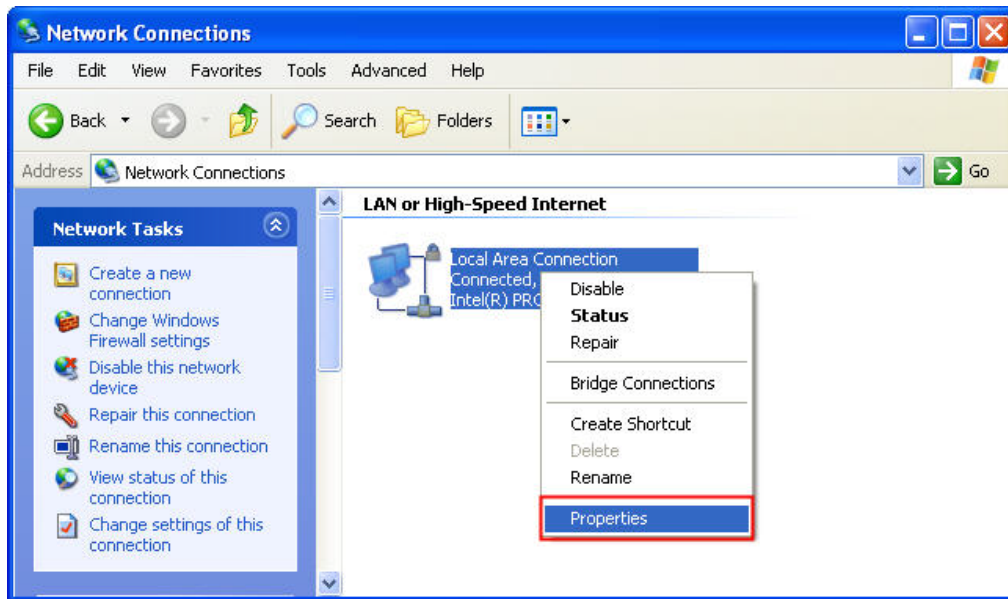 Network Connections
File Edit View Favorites Tools Advanced Help
Back Search Folders
Address Network Connections Go
Network Tasks
Create a new
connection
Change Windows
Firewall settings
Disable this network
device
Repair this connection
Rename this connection
View status of this
connection
Change settings of this
connection
LAN or High-Speed Internet
Local Area Connection
Connected,
Intel(R)
Disable
Status
Repair
Bridge Connections
Create Shortcut
Delete
Rename
Properties